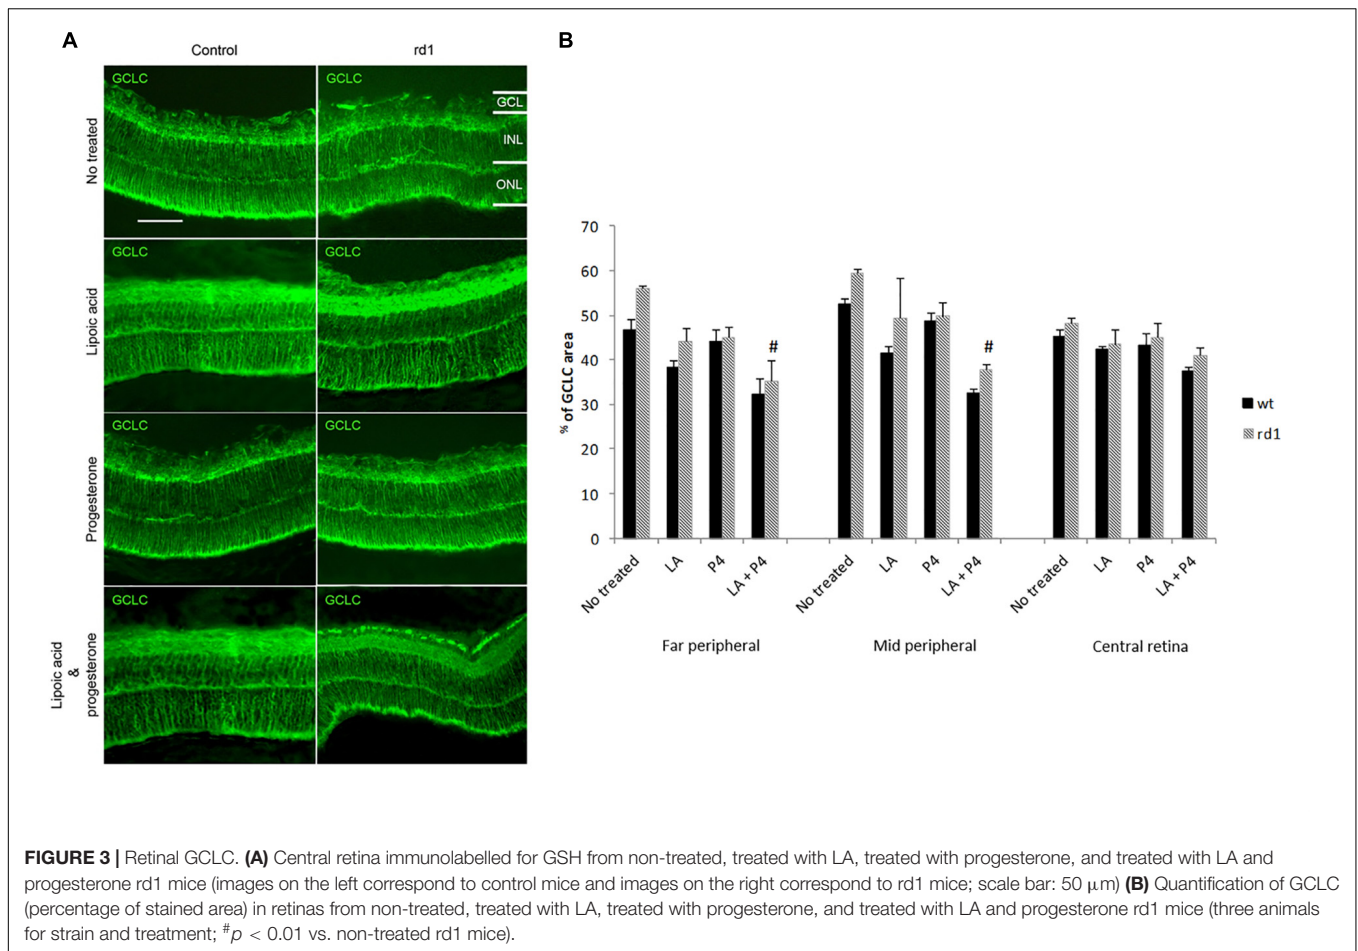 A
Control
rd1
GCLC
GCLC
GCL
INL
ONL
No treated
GCLC
GCLC
Lipoic acid
GCLC
GCLC
Progesterone
GCLC
GCLC
Lipoic acid
&
progesterone
B
% of GCLC area
70
60
50
40
30
20
10
0
#
#
No treated
LA
P4
LA + P4
No treated
LA
P4
LA + P4
No treated
LA
P4
LA + P4
Far peripheral
Mid peripheral
Central retina
wt
rd1
FIGURE 3 | Retinal GCLC. (A) Central retina immunolabelled for GSH from non-treated, treated with LA, treated with progesterone, and treated with LA and
progesterone rd1 mice (images on the left correspond to control mice and images on the right correspond to rd1 mice; scale bar: 50 μm) (B) Quantification of GCLC
(percentage of stained area) in retinas from non-treated, treated with LA, treated with progesterone, and treated with LA and progesterone rd1 mice (three animals
for strain and treatment; #p < 0.01 vs. non-treated rd1 mice).